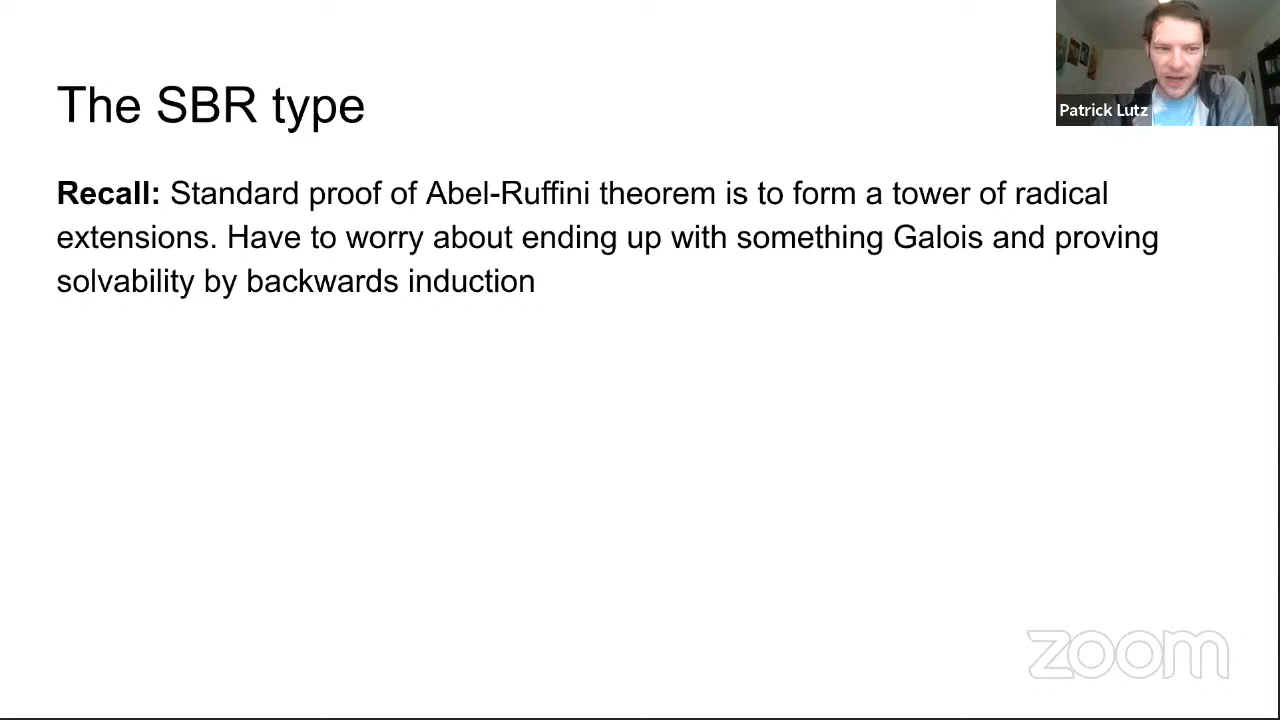 The SBR type
Patrick Lutz
Recall: Standard proof of Abel-Ruffini theorem is to form a tower of radical
extensions. Have to worry about ending up with something Galois and proving
solvability by backwards induction
zoom